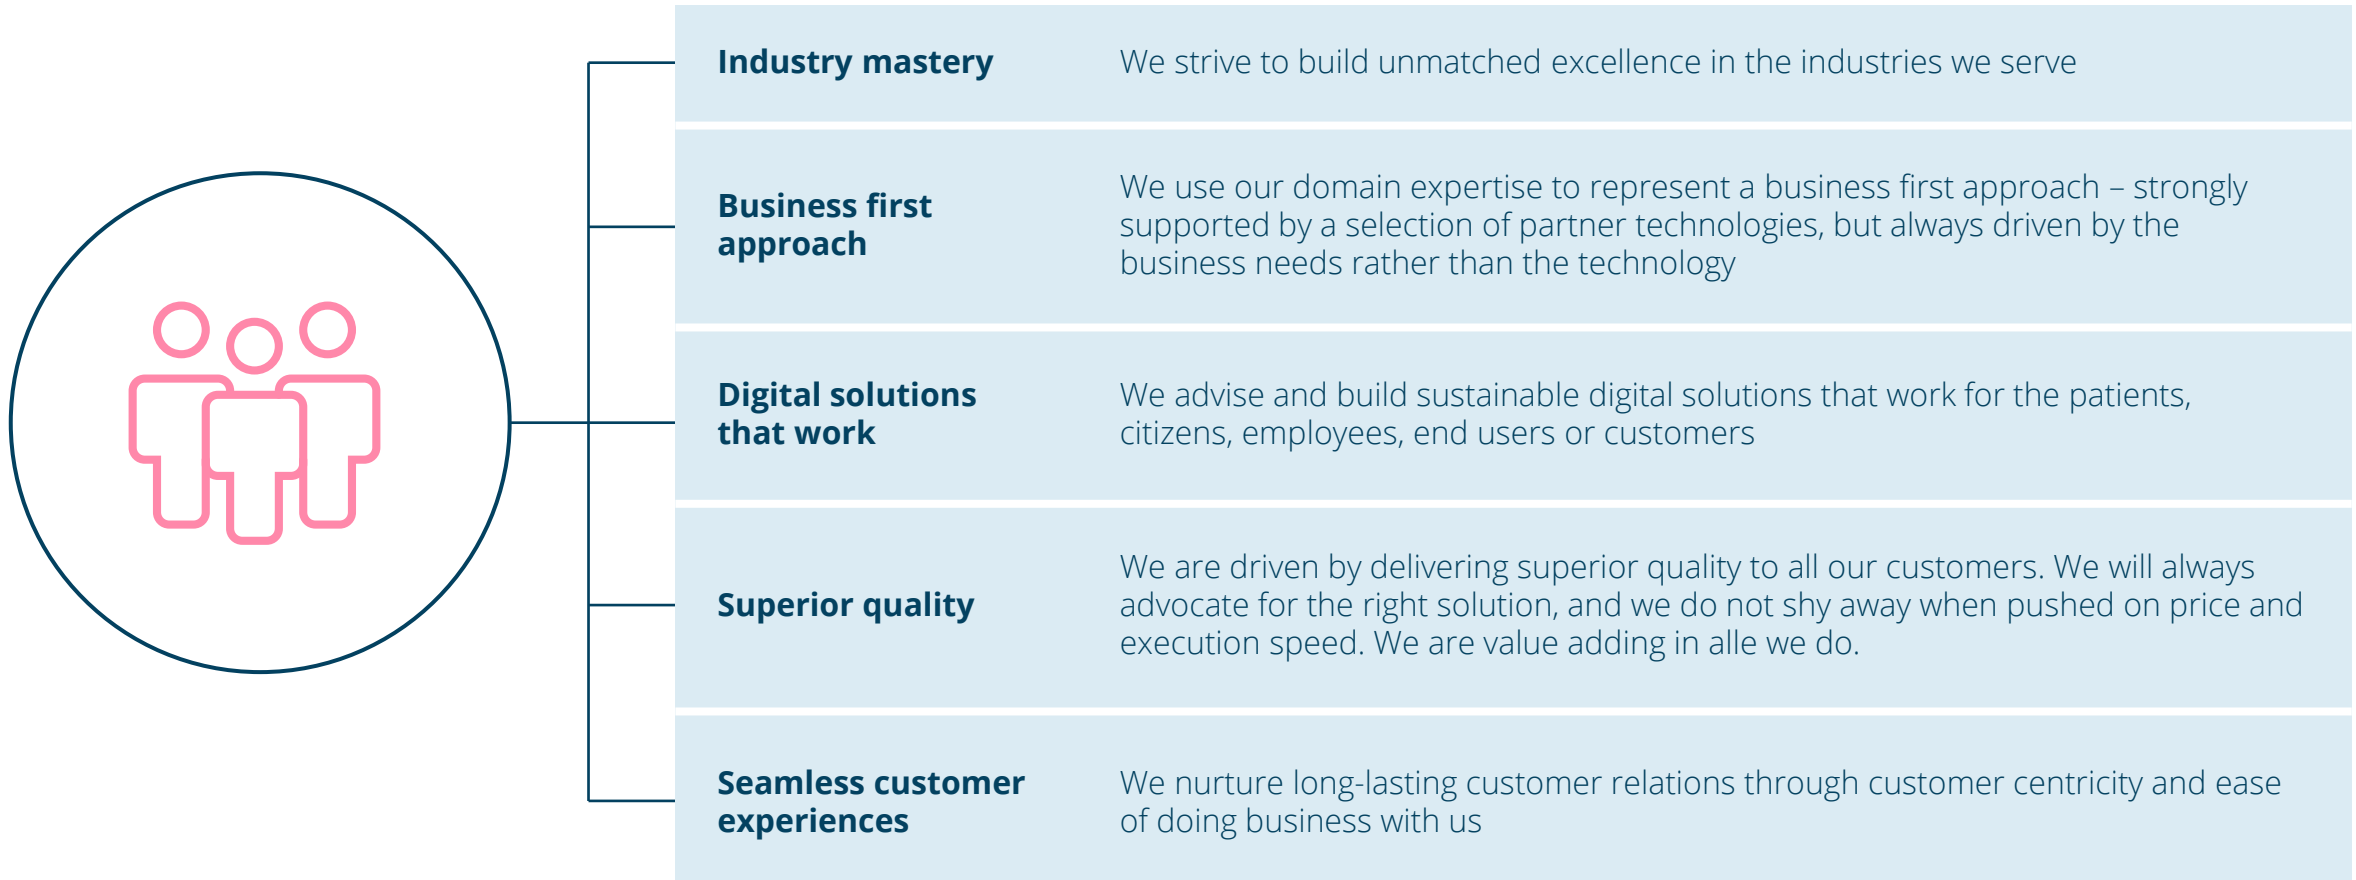 Industry mastery
We strive to build unmatched excellence in the industries we serve
Business first
approach
We use our domain expertise to represent a business first approach – strongly
supported by a selection of partner technologies, but always driven by the
business needs rather than the technology
Digital solutions
that work
We advise and build sustainable digital solutions that work for the patients,
citizens, employees, end users or customers
Superior quality
We are driven by delivering superior quality to all our customers. We will always
advocate for the right solution, and we do not shy away when pushed on price and
execution speed. We are value adding in alle we do.
Seamless customer
experiences
We nurture long-lasting customer relations through customer centricity and ease
of doing business with us